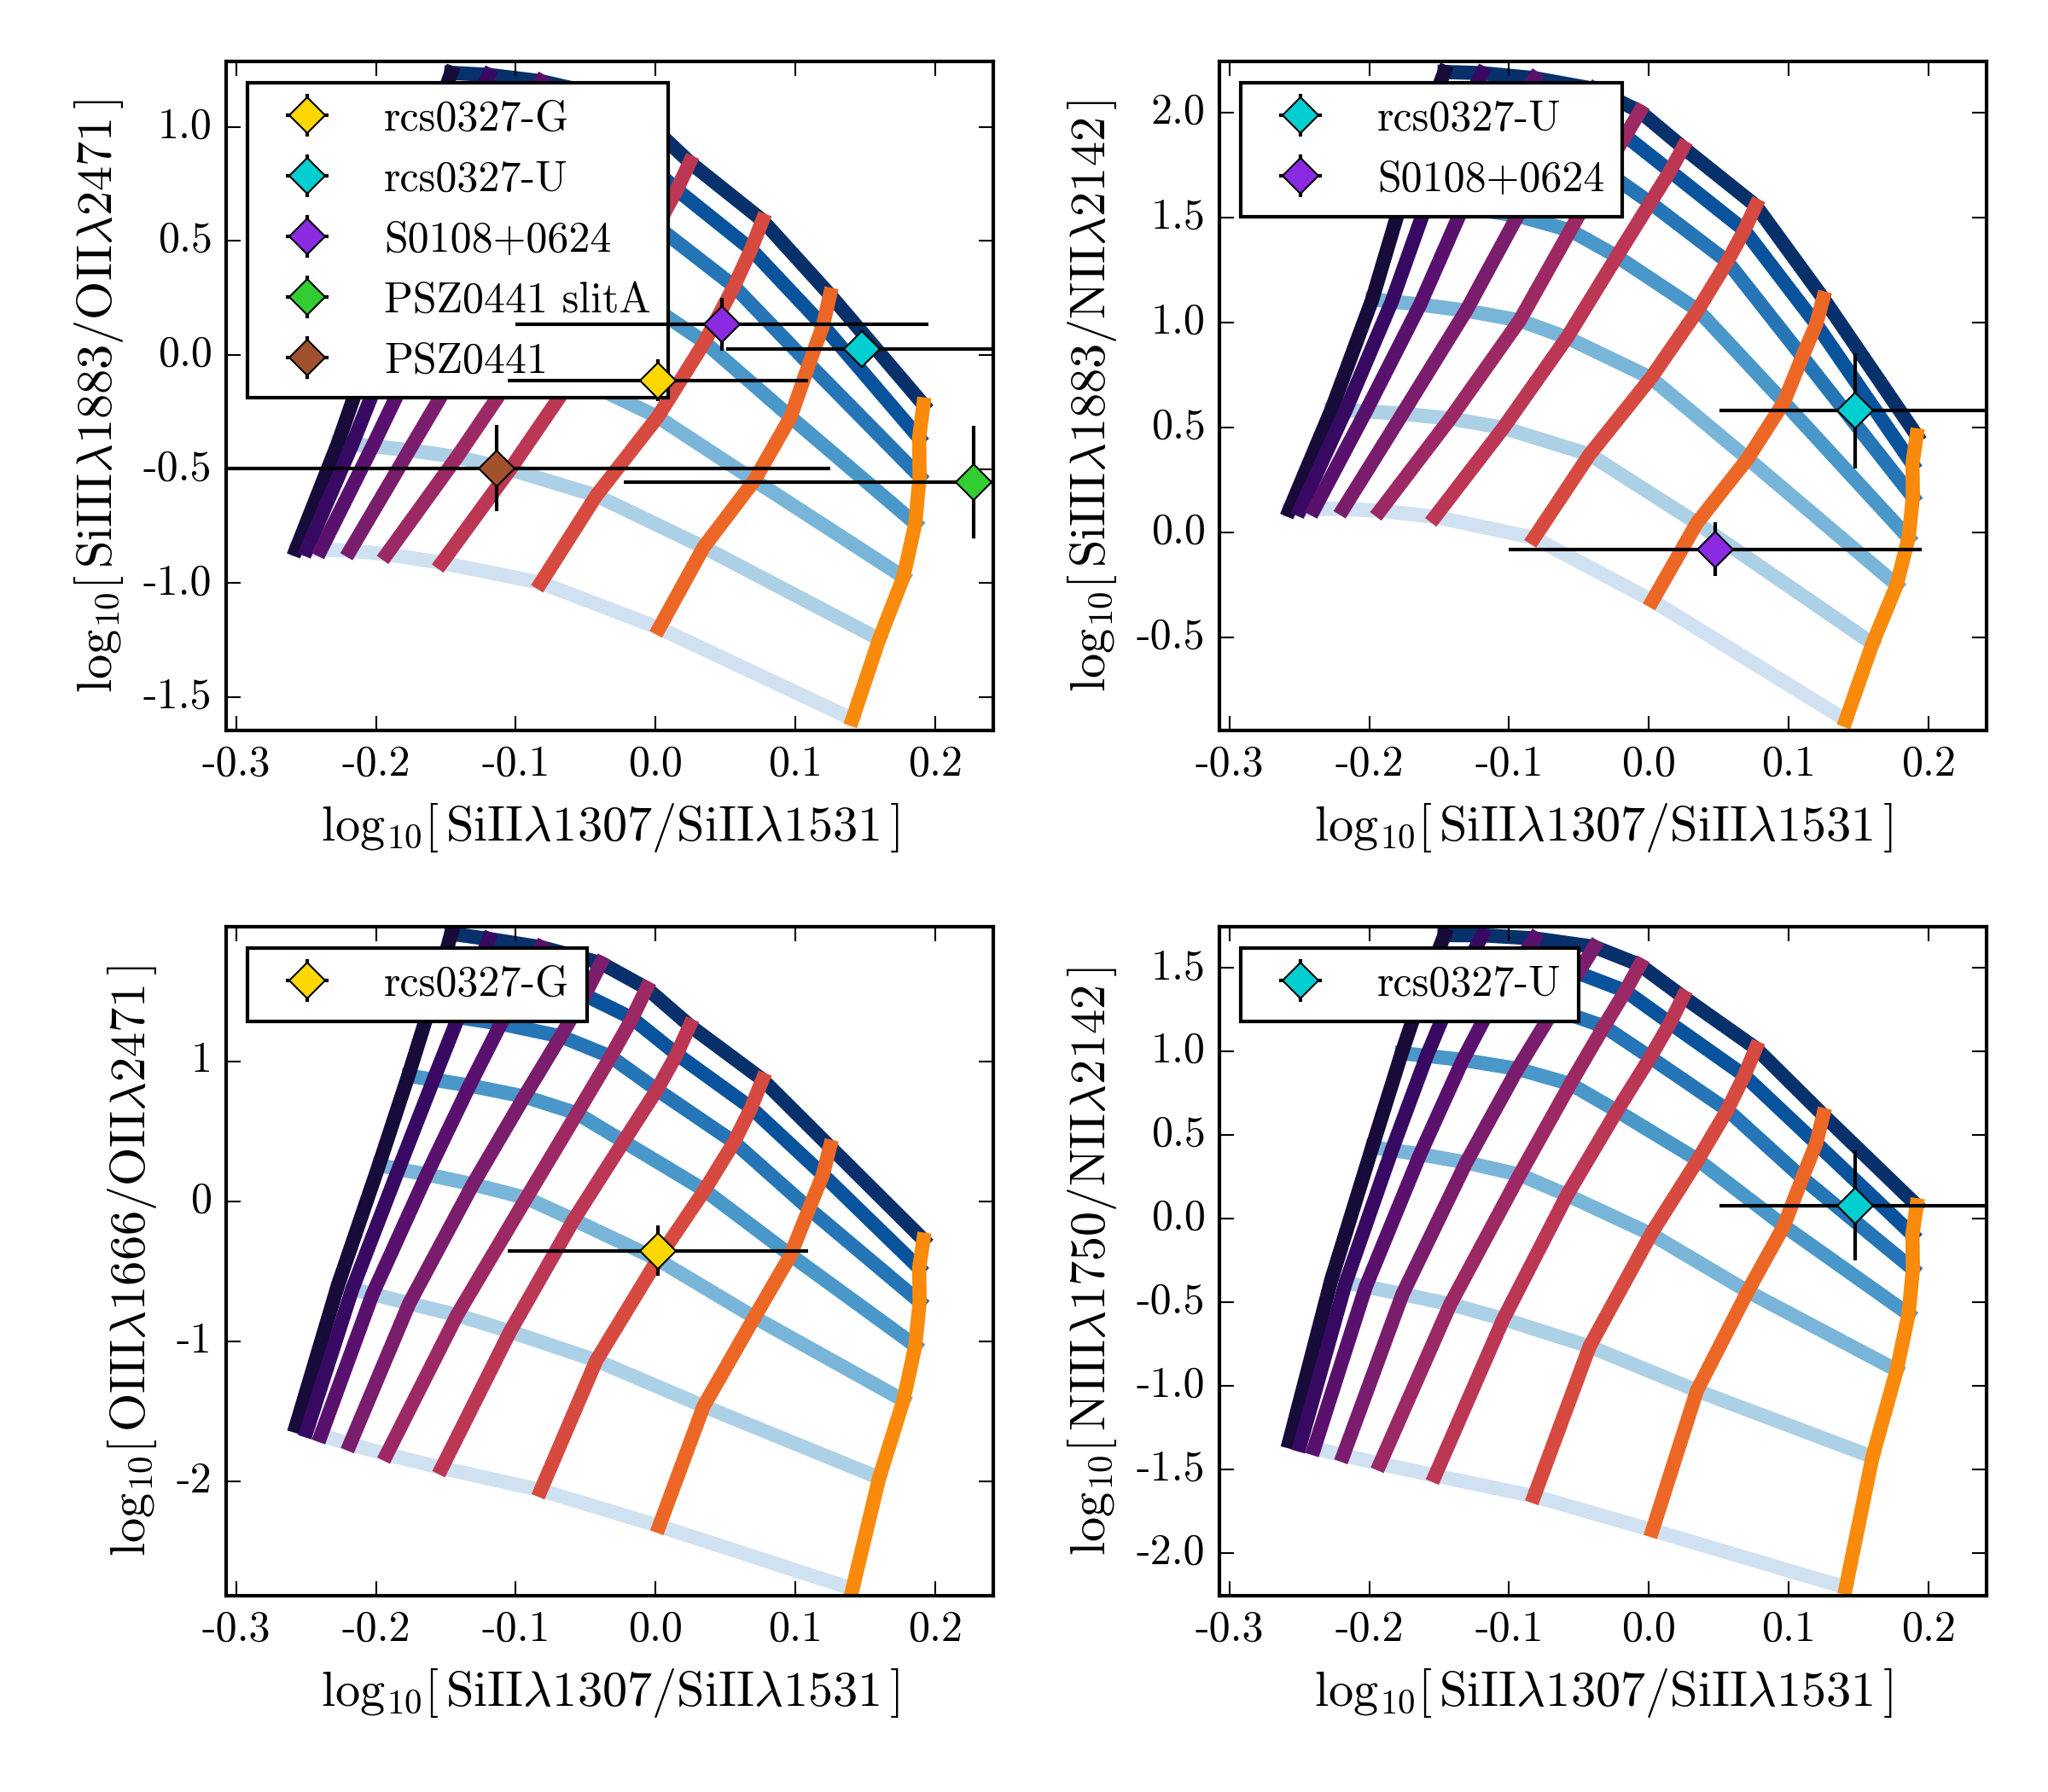 log10[SiIIIλ1883/OIIλ2471]
1.0
0.5
0.0
-0.5
-1.0
-1.5
rcs0327-G
rcs0327-U
S0108+0624
PSZ0441 slitA
PSZ0441
-0.3 -0.2 -0.1 0.0 0.1 0.2
log10[SiIIλ1307/SiIIλ1531]
log10[SiIIIλ1883/NIIλ2142]
2.0
1.5
1.0
0.5
0.0
-0.5
rcs0327-U
S0108+0624
-0.3 -0.2 -0.1 0.0 0.1 0.2
log10[SiIIλ1307/SiIIλ1531]
log10[OIIIλ1666/OIIλ2471]
1
0
-1
-2
rcs0327-G
-0.3 -0.2 -0.1 0.0 0.1 0.2
log10[SiIIλ1307/SiIIλ1531]
log10[NIIIλ1750/NIIλ2142]
1.5
1.0
0.5
0.0
-0.5
-1.0
-1.5
-2.0
rcs0327-U
-0.3 -0.2 -0.1 0.0 0.1 0.2
log10[SiIIλ1307/SiIIλ1531]